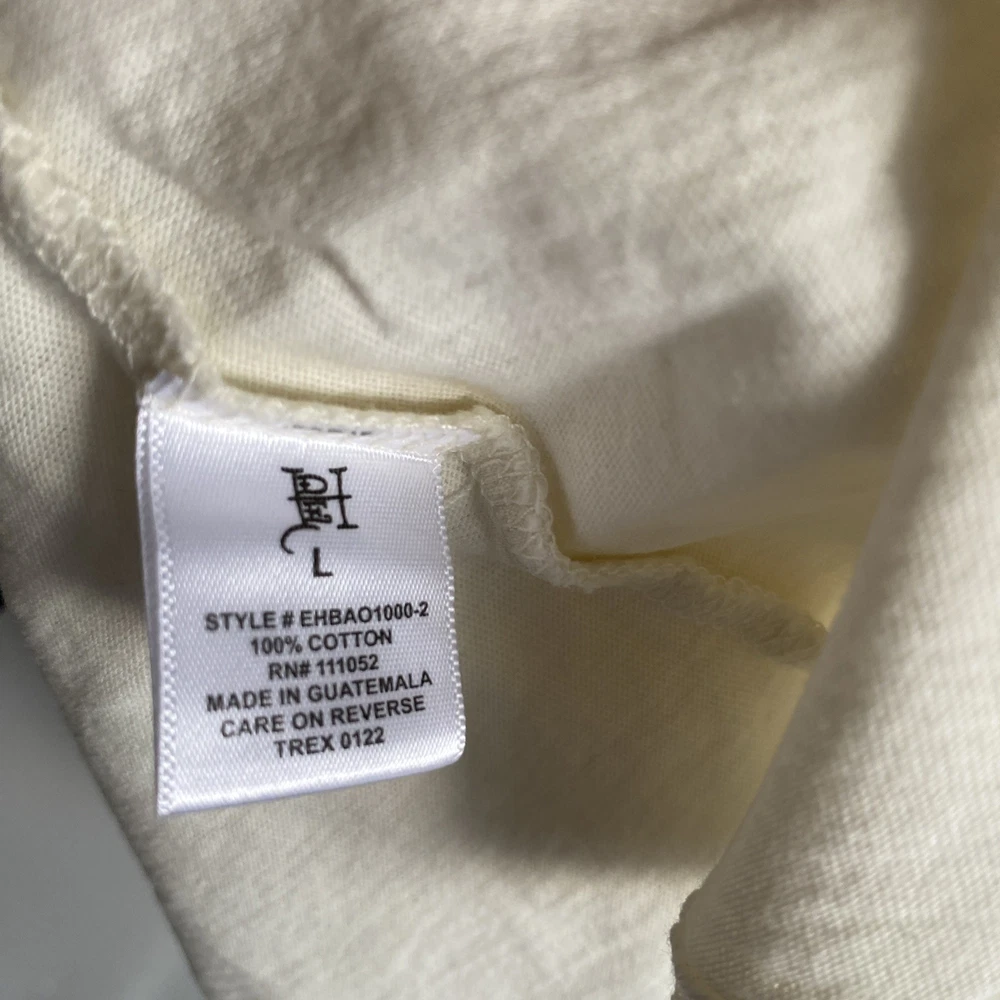 L
STYLE # EHBAO1000-2
100% COTTON
RN# 111052
MADE IN GUATEMALA
CARE ON REVERSE
TREX 0122